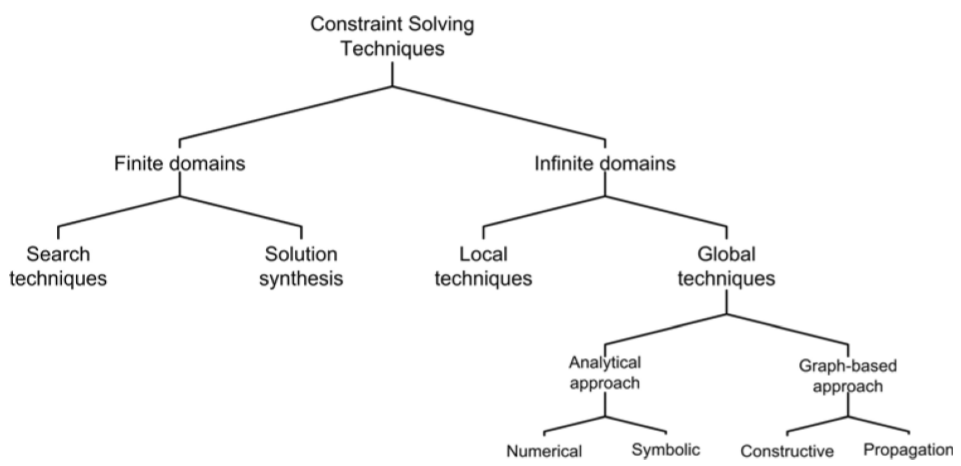 Constraint Solving
Techniques
Finite domains
Infinite domains
Search
techniques
Solution
synthesis
Local
techniques
Global
techniques
Analytical
approach
Graph-based
approach
Numerical
Symbolic
Constructive
Propagation